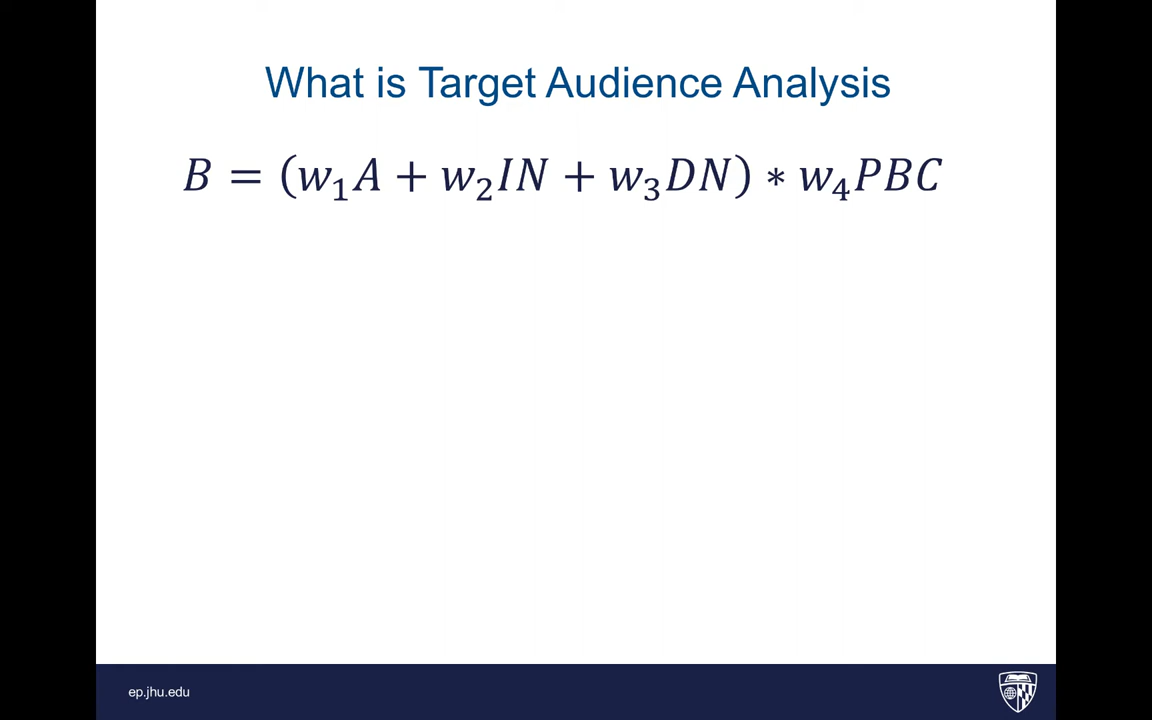 What is Target Audience Analysis
B = (w₁A + w₂IN + w₃DN) ∗ w₄PBC
ep.jhu.edu